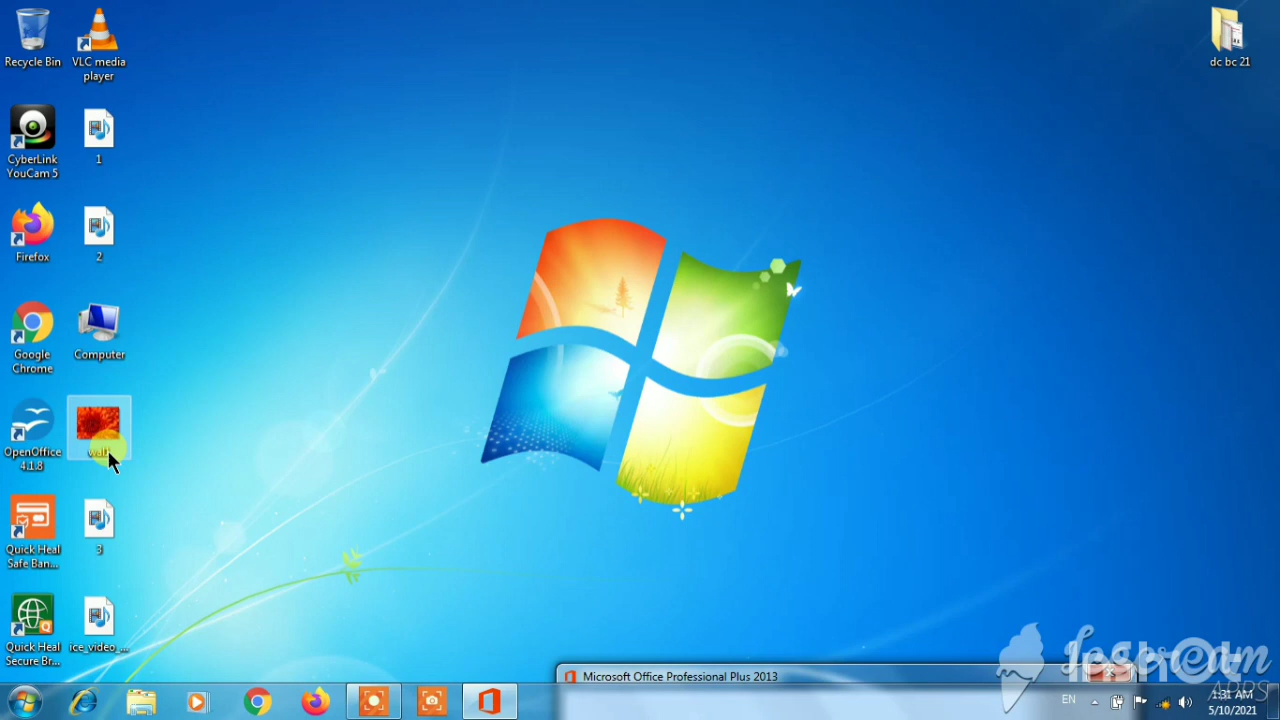 Recycle Bin
VLC media
player
dc bc 21
CyberLink
YouCam 5
1
Firefox
2
Google
Chrome
Computer
OpenOffice
4.1.8
Quick Heal
Safe Ban...
3
Quick Heal
Secure Br...
ice_video_...
Microsoft Office Professional Plus 2013
IceCream
APPS
EN
1:31 AM
5/10/2021